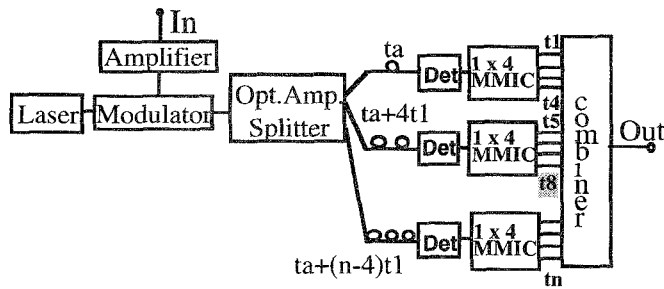 In
Amplifier
Laser
Modulator
Opt.Amp.
Splitter
ta
Det
1 x 4
MMIC
t1
t4
ta+4t1
Det
1 x 4
MMIC
t5
t8
ta+(n-4)t1
Det
1 x 4
MMIC
tn
combiner
Out